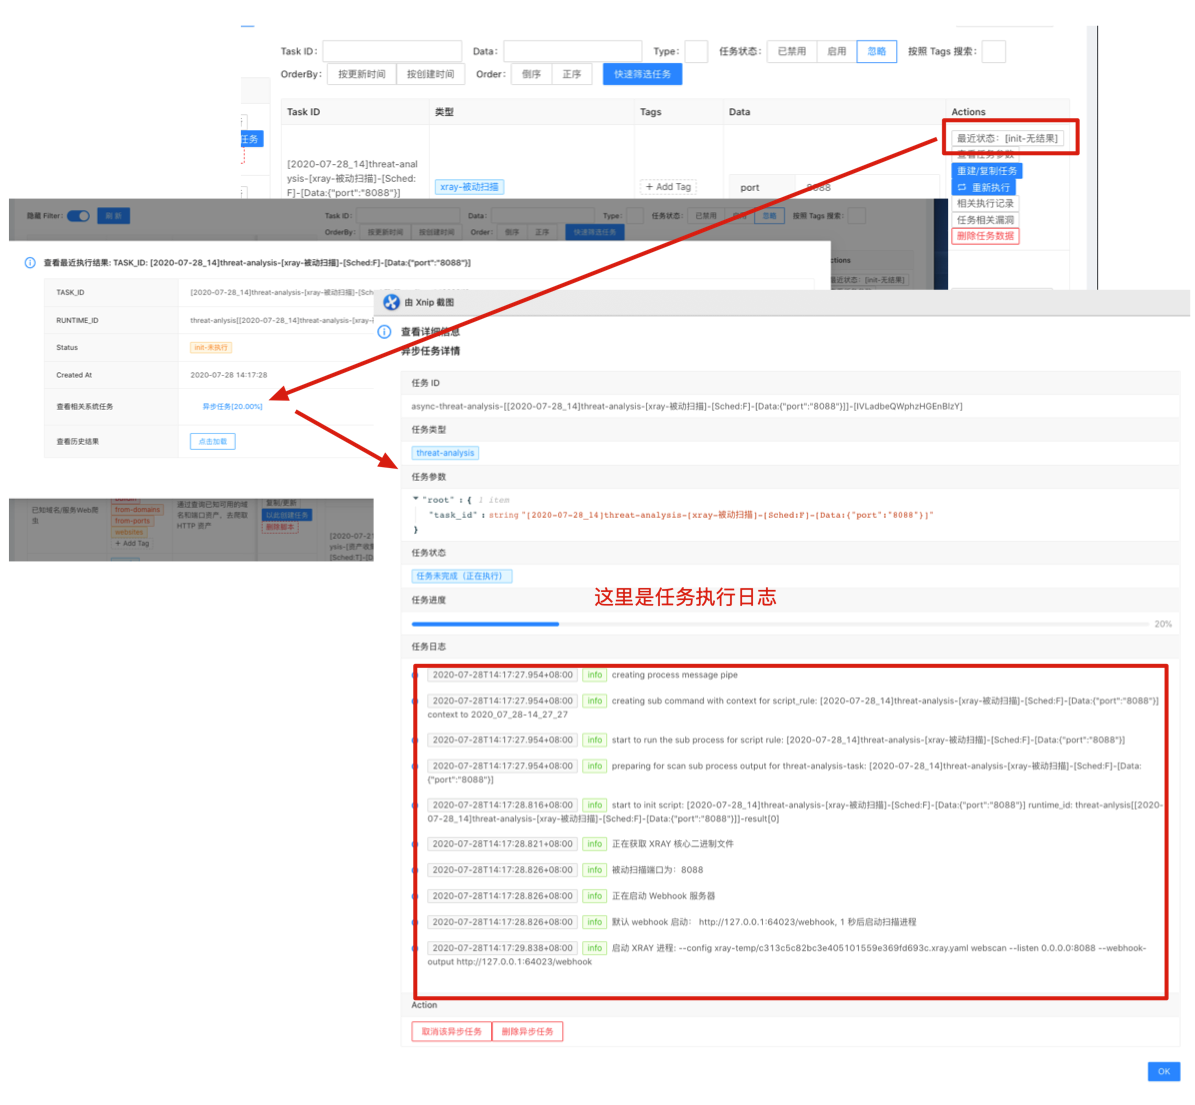 Task ID：
Data：
Type：
任务状态：
已禁用
启用
忽略
按照 Tags 搜索：
OrderBy：
按更新时间
按创建时间
Order：
倒序
正序
快速筛选任务
Task ID
类型
Tags
Data
Actions
任务
[2020-07-28_14]threat-anal
ysis-[xray-被动扫描]-[Sched:
F]-[Data:{"port":"8088"}]
xray-被动扫描
+ Add Tag
port
8088
最近状态：[init-无结果]
查看任务参数
重建/复制任务
重新执行
相关执行记录
任务相关漏洞
删除任务数据
隐藏 Filter：
刷 新
Task ID：
Data：
Type：
任务状态：
已禁用
启用
忽略
按照 Tags 搜索：
OrderBy：
按更新时间
按创建时间
Order：
倒序
正序
快速筛选任务
ctions
最近状态：[init-无结果]
查看最近执行结果: TASK_ID: [2020-07-28_14]threat-analysis-[xray-被动扫描]-[Sched:F]-[Data:{"port":"8088"}]
TASK_ID
[2020-07-28_14]threat-analysis-[xray-被动扫描]-[Sch
RUNTIME_ID
threat-anlysis[[2020-07-28_14]threat-analysis-[xray-
Status
init-未执行
Created At
2020-07-28 14:17:28
查看相关系统任务
异步任务[20.00%]
查看历史结果
点击加载
已知域名/服务Web爬
虫
from-domains
from-ports
websites
+ Add Tag
通过查询已知可用的域
名和端口资产，去爬取
HTTP 资产
复制/更新
以此创建任务
删除脚本
[2020-07-2
ysis-[资产收
[Sched:T]-[D
由 Xnip 截图
查看详细信息
异步任务详情
任务 ID
async-threat-analysis-[[2020-07-28_14]threat-analysis-[xray-被动扫描]-[Sched:F]-[Data:{"port":"8088"}]]-[IVLadbeQWphzHGEnBIzY]
任务类型
threat-analysis
任务参数
"root" : { 1 item
"task_id" : string "[2020-07-28_14]threat-analysis-[xray-被动扫描]-[Sched:F]-[Data:{"port":"8088"}]"
}
任务状态
任务未完成（正在执行）
这里是任务执行日志
任务进度
20%
任务日志
2020-07-28T14:17:27.954+08:00 info creating process message pipe
2020-07-28T14:17:27.954+08:00 info creating sub command with context for script_rule: [2020-07-28_14]threat-analysis-[xray-被动扫描]-[Sched:F]-[Data:{"port":"8088"}]
context to 2020_07_28-14_27_27
2020-07-28T14:17:27.954+08:00 info start to run the sub process for script rule: [2020-07-28_14]threat-analysis-[xray-被动扫描]-[Sched:F]-[Data:{"port":"8088"}]
2020-07-28T14:17:27.954+08:00 info preparing for scan sub process output for threat-analysis-task: [2020-07-28_14]threat-analysis-[xray-被动扫描]-[Sched:F]-[Data:
{"port":"8088"}]
2020-07-28T14:17:28.816+08:00 info start to init script: [2020-07-28_14]threat-analysis-[xray-被动扫描]-[Sched:F]-[Data:{"port":"8088"}] runtime_id: threat-anlysis[[2020-
07-28_14]threat-analysis-[xray-被动扫描]-[Sched:F]-[Data:{"port":"8088"}]]-result[0]
2020-07-28T14:17:28.821+08:00 info 正在获取 XRAY 核心二进制文件
2020-07-28T14:17:28.826+08:00 info 被动扫描端口为：8088
2020-07-28T14:17:28.826+08:00 info 正在启动 Webhook 服务器
2020-07-28T14:17:28.826+08:00 info 默认 webhook 启动： http://127.0.0.1:64023/webhook, 1 秒后启动扫描进程
2020-07-28T14:17:29.838+08:00 info 启动 XRAY 进程: --config xray-temp/c313c5c82bc3e405101559e369fd693c.xray.yaml webscan --listen 0.0.0.0:8088 --webhook-
output http://127.0.0.1:64023/webhook
Action
取消该异步任务
删除异步任务
OK